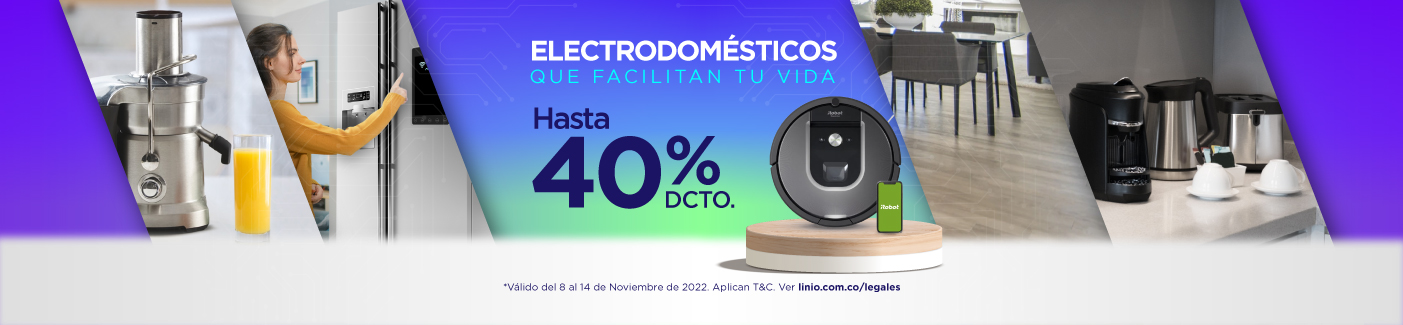 ELECTRODOMÉSTICOS
QUE FACILITAN TU VIDA
Hasta
40%
DCTO.
iRobot
iRobot
*Válido del 8 al 14 de Noviembre de 2022. Aplican T&C. Ver linio.com.co/legales